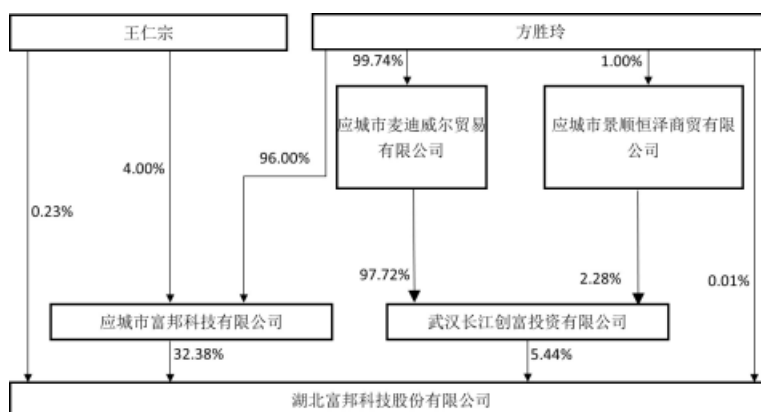 王仁宗
方胜玲
99.74%
1.00%
应城市麦迪威尔贸易
有限公司
应城市景顺恒泽商贸有限
公司
96.00%
4.00%
0.23%
97.72%
2.28%
0.01%
应城市富邦科技有限公司
武汉长江创富投资有限公司
32.38%
5.44%
湖北富邦科技股份有限公司